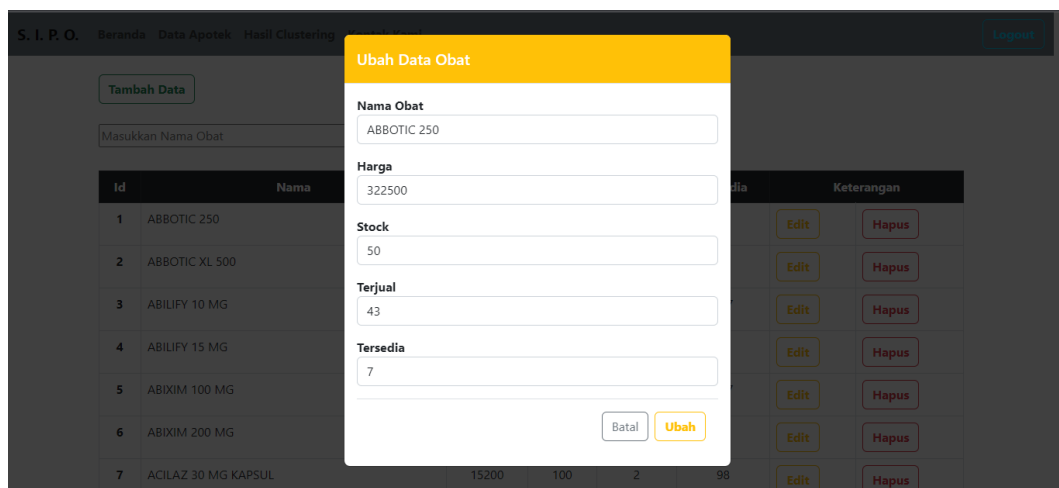 S. I. P. O. Beranda Data Apotek Hasil Clustering Kontak Kami Logout
Ubah Data Obat
Tambah Data
Masukkan Nama Obat
Nama Obat
ABBOTIC 250
Harga
322500
Stock
50
Terjual
43
Tersedia
7
Batal Ubah
Id Nama dia Keterangan
1 ABBOTIC 250 Edit Hapus
2 ABBOTIC XL 500 Edit Hapus
3 ABILIFY 10 MG Edit Hapus
4 ABILIFY 15 MG Edit Hapus
5 ABIXIM 100 MG Edit Hapus
6 ABIXIM 200 MG Edit Hapus
7 ACILAZ 30 MG KAPSUL 15200 100 2 98 Edit Hapus